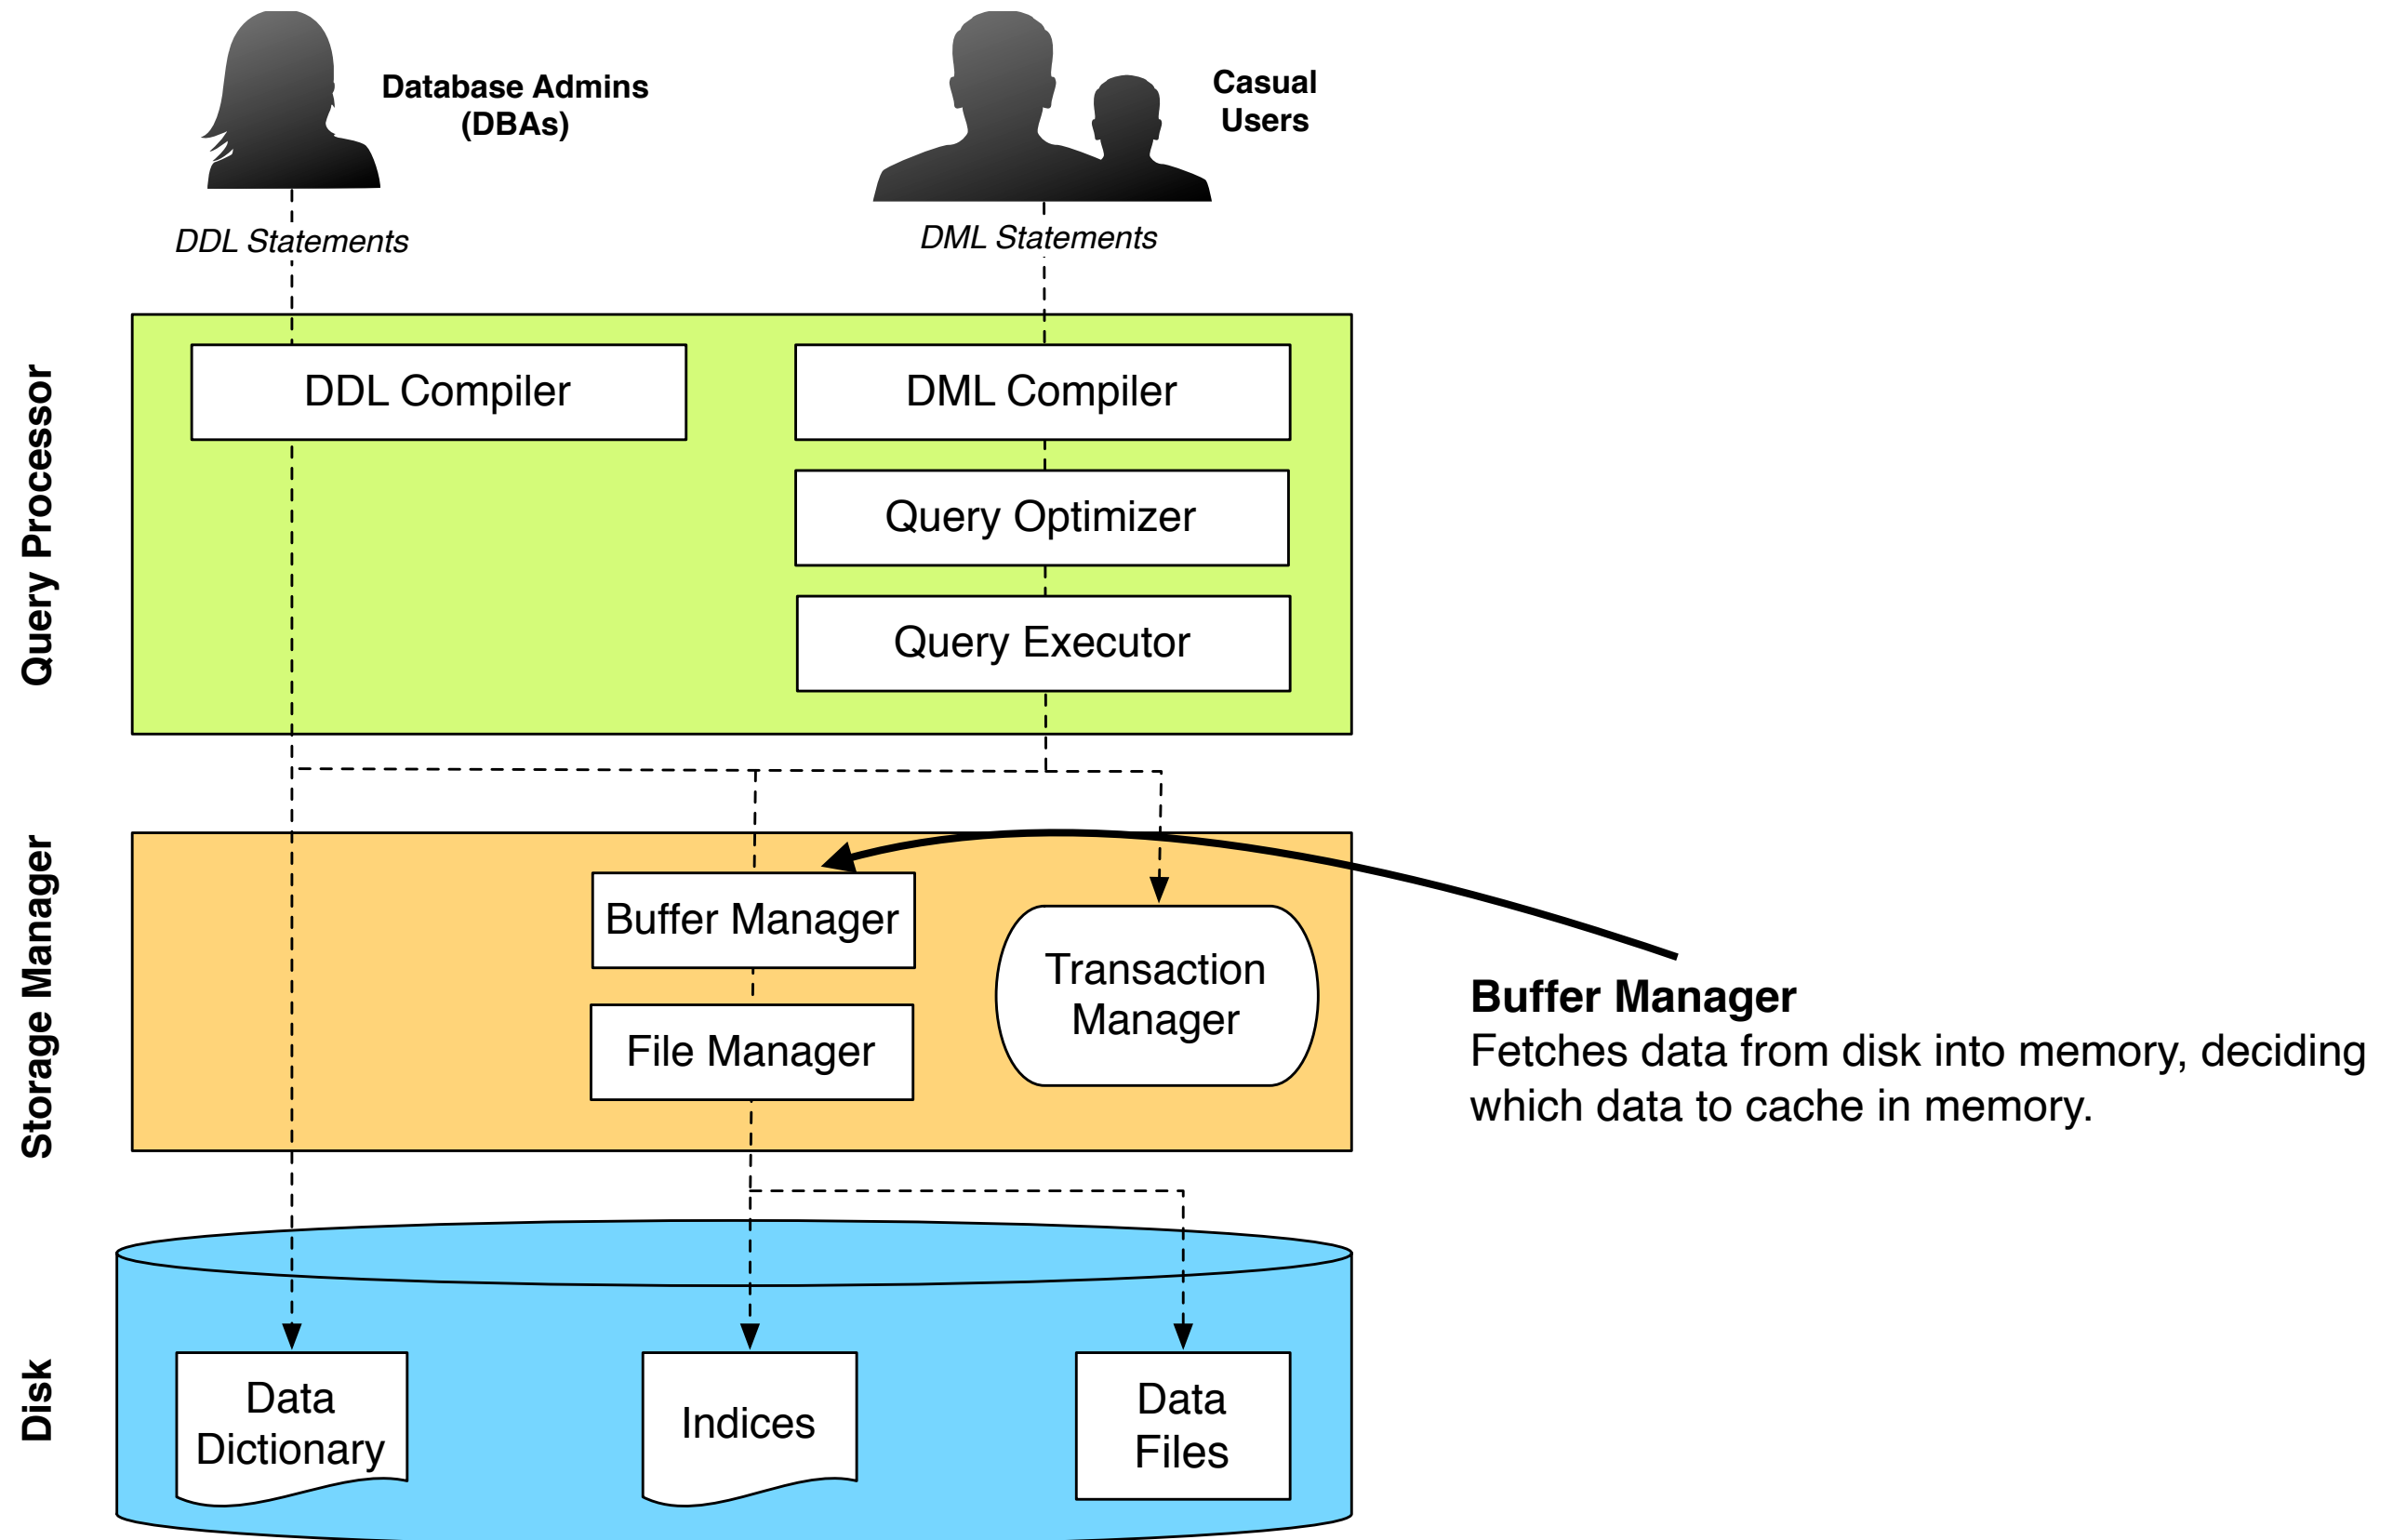 Database Admins
(DBAs)
Casual
Users
DDL Statements
DML Statements
Query Processor
DDL Compiler
DML Compiler
Query Optimizer
Query Executor
Storage Manager
Buffer Manager
File Manager
Transaction
Manager
Buffer Manager
Fetches data from disk into memory, deciding
which data to cache in memory.
Disk
Data
Dictionary
Indices
Data
Files